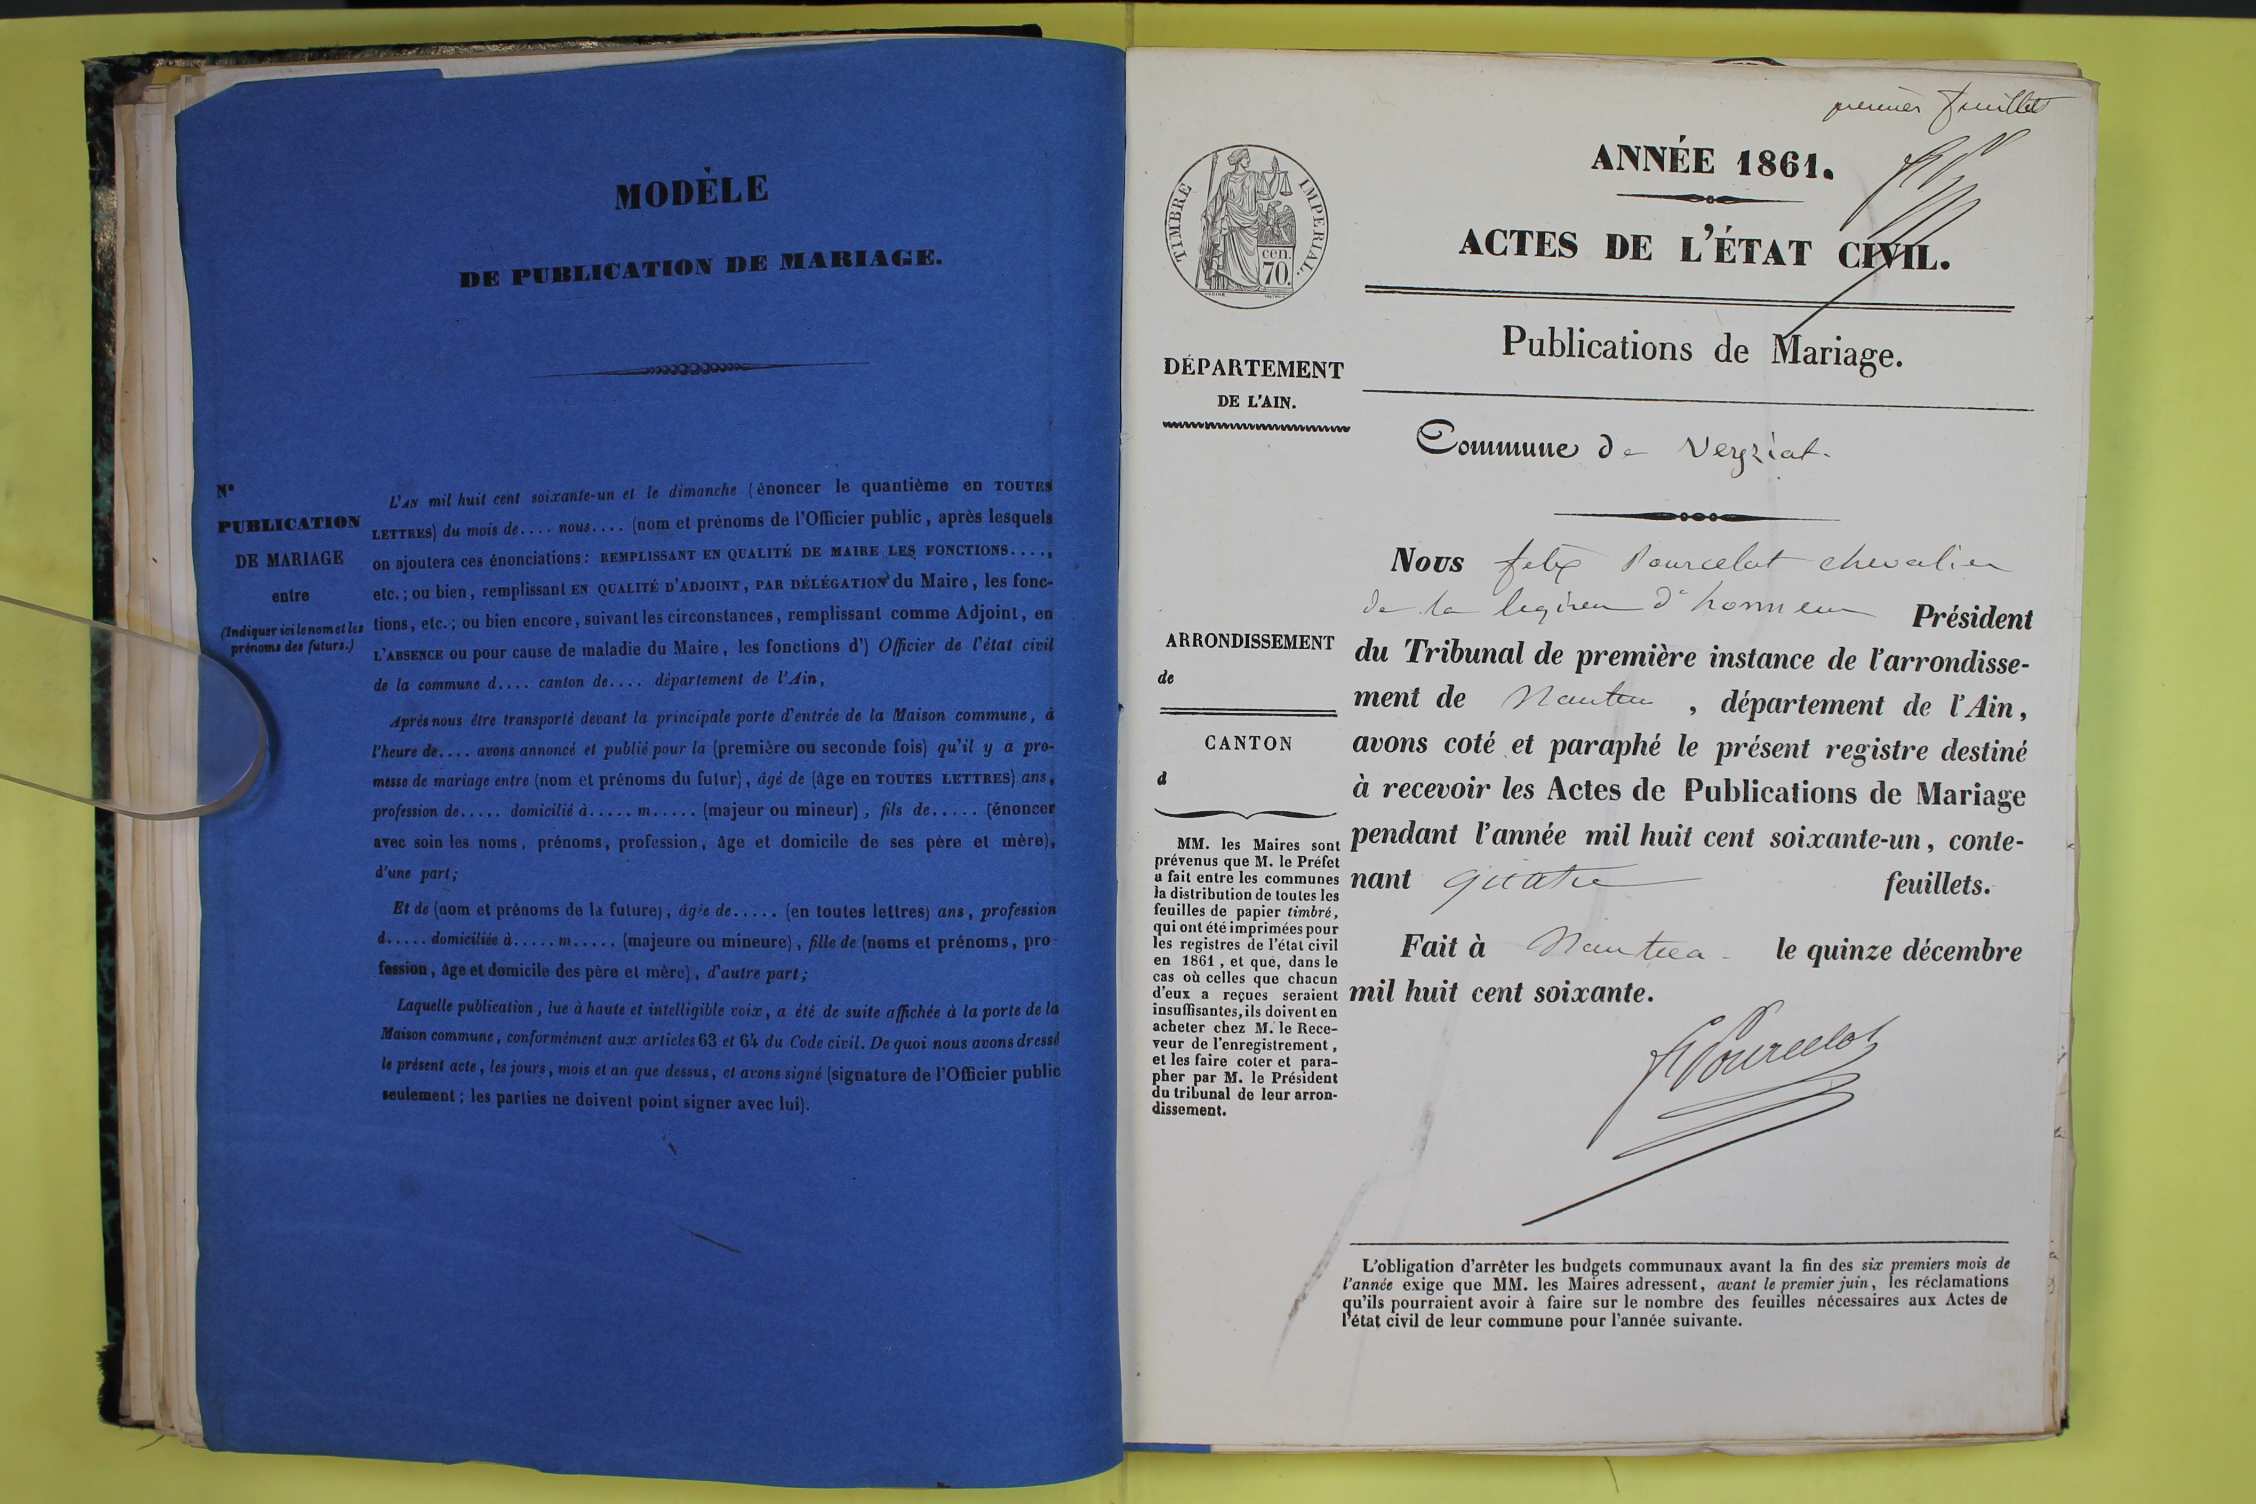 MODÈLE
DE PUBLICATION DE MARIAGE.
N°
PUBLICATION
DE MARIAGE
entre
(Indiquer ici le nom et les
prénoms des futurs.)
L'AN mil huit cent soixante-un et le dimanche (énoncer le quantième en TOUTES
LETTRES) du mois de.... nous.... (nom et prénoms de l'Officier public, après lesquels
on ajoutera ces énonciations: REMPLISSANT EN QUALITÉ DE MAIRE LES FONCTIONS....,
etc.; ou bien, remplissant EN QUALITÉ D'ADJOINT, PAR DÉLÉGATION du Maire, les fonc-
tions, etc.; ou bien encore, suivant les circonstances, remplissant comme Adjoint, en
L'ABSENCE ou pour cause de maladie du Maire, les fonctions d') Officier de l'état civil
de la commune d.... canton de.... département de l'Ain,
Après nous être transporté devant la principale porte d'entrée de la Maison commune, à
l'heure de.... avons annoncé et publié pour la (première ou seconde fois) qu'il y a pro-
messe de mariage entre (nom et prénoms du futur), âgé de (âge en TOUTES LETTRES) ans,
profession de..... domicilié à..... m..... (majeur ou mineur), fils de..... (énoncer
avec soin les noms, prénoms, profession, âge et domicile de ses père et mère),
d'une part;
Et de (nom et prénoms de la future), âgée de..... (en toutes lettres) ans, profession
d..... domiciliée à..... m..... (majeure ou mineure), fille de (noms et prénoms, pro-
fession, âge et domicile des père et mère), d'autre part;
Laquelle publication, lue à haute et intelligible voix, a été de suite affichée à la porte de la
Maison commune, conformément aux articles 63 et 64 du Code civil. De quoi nous avons dressé
le présent acte, les jours, mois et an que dessus, et avons signé (signature de l'Officier public
seulement; les parties ne doivent point signer avec lui).
premier feuillet
TIMBRE IMPERIAL.
cen.
70.
ANNÉE 1861.
ACTES DE L'ÉTAT CIVIL.
Publications de Mariage.
DÉPARTEMENT
DE L'AIN.
ARRONDISSEMENT
de
CANTON
d
MM. les Maires sont
prévenus que M. le Préfet
a fait entre les communes
la distribution de toutes les
feuilles de papier timbré,
qui ont été imprimées pour
les registres de l'état civil
en 1861, et que, dans le
cas où celles que chacun
d'eux a reçues seraient
insuffisantes, ils doivent en
acheter chez M. le Rece-
veur de l'enregistrement,
et les faire coter et para-
pher par M. le Président
du tribunal de leur arron-
dissement.
Commune de Veyziat.
Nous felix Pourcelot chevalier
de la legion d'honneur Président
du Tribunal de première instance de l'arrondisse-
ment de Nantua, département de l'Ain,
avons coté et paraphé le présent registre destiné
à recevoir les Actes de Publications de Mariage
pendant l'année mil huit cent soixante-un, conte-
nant quatre feuillets.
Fait à Nantua le quinze décembre
mil huit cent soixante.
F Pourcelot
L'obligation d'arrêter les budgets communaux avant la fin des six premiers mois de
l'année exige que MM. les Maires adressent, avant le premier juin, les réclamations
qu'ils pourraient avoir à faire sur le nombre des feuilles nécessaires aux Actes de
l'état civil de leur commune pour l'année suivante.